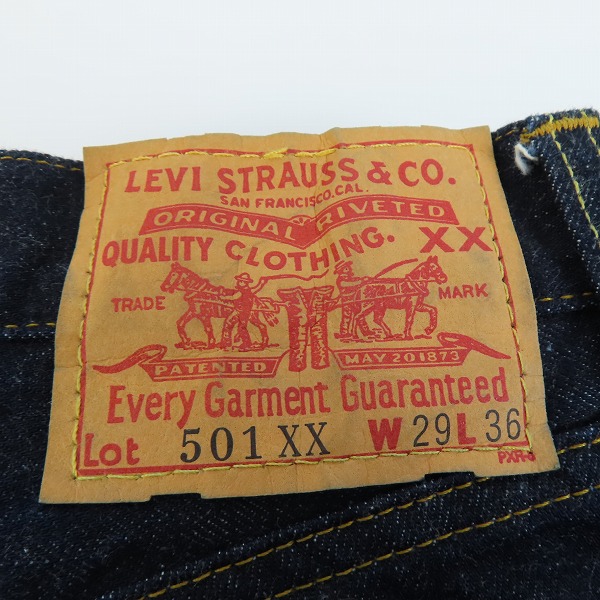 LEVI STRAUSS & CO.
SAN FRANCISCO, CAL.
ORIGINAL RIVETED
QUALITY CLOTHING. XX
TRADE MARK
PATENTED MAY 20 1873
Every Garment Guaranteed
Lot 501 XX W 29 L 36